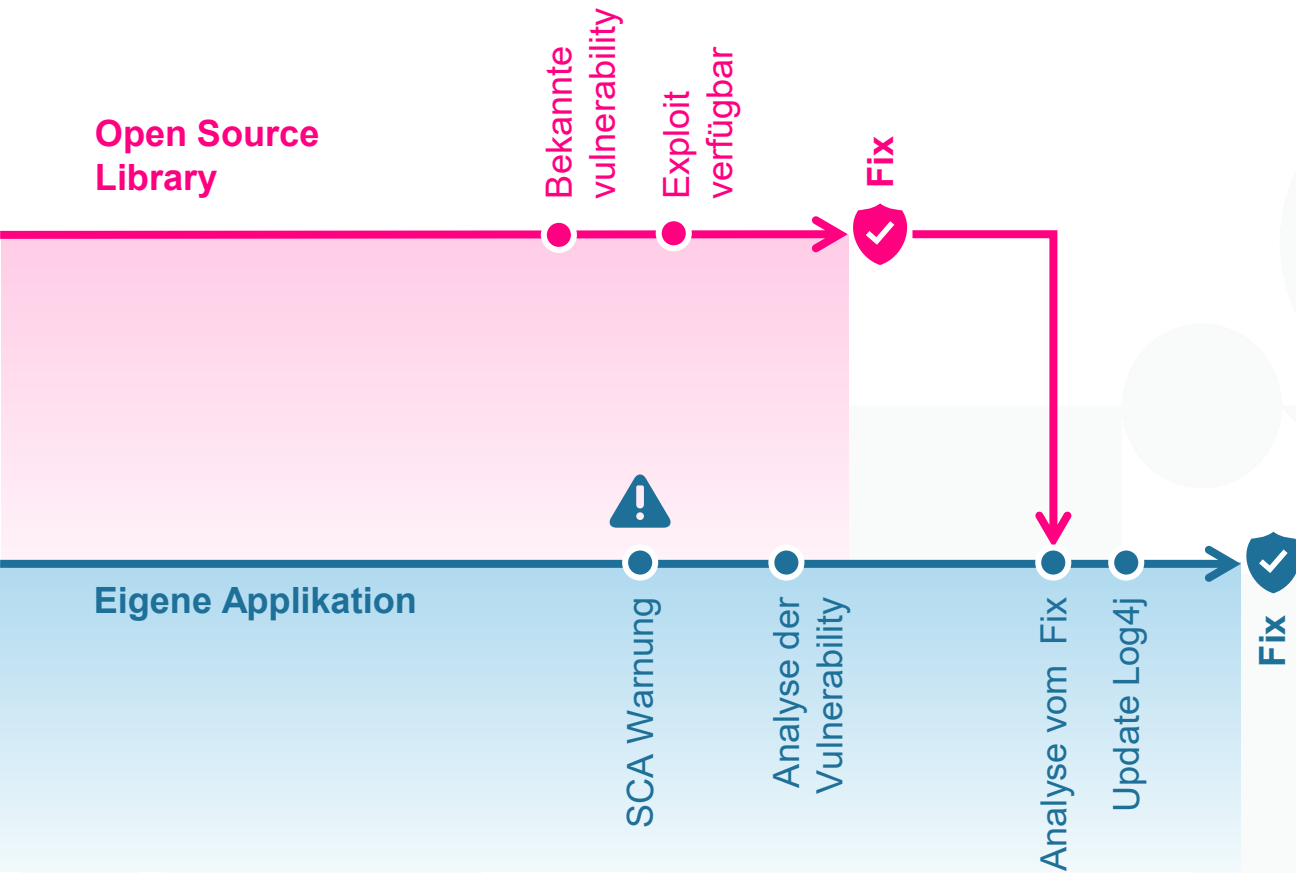 Open Source
Library
Bekannte
vulnerability
Exploit
verfügbar
Fix
Eigene Applikation
SCA Warnung
Analyse der
Vulnerability
Analyse vom  Fix
Update Log4j
Fix